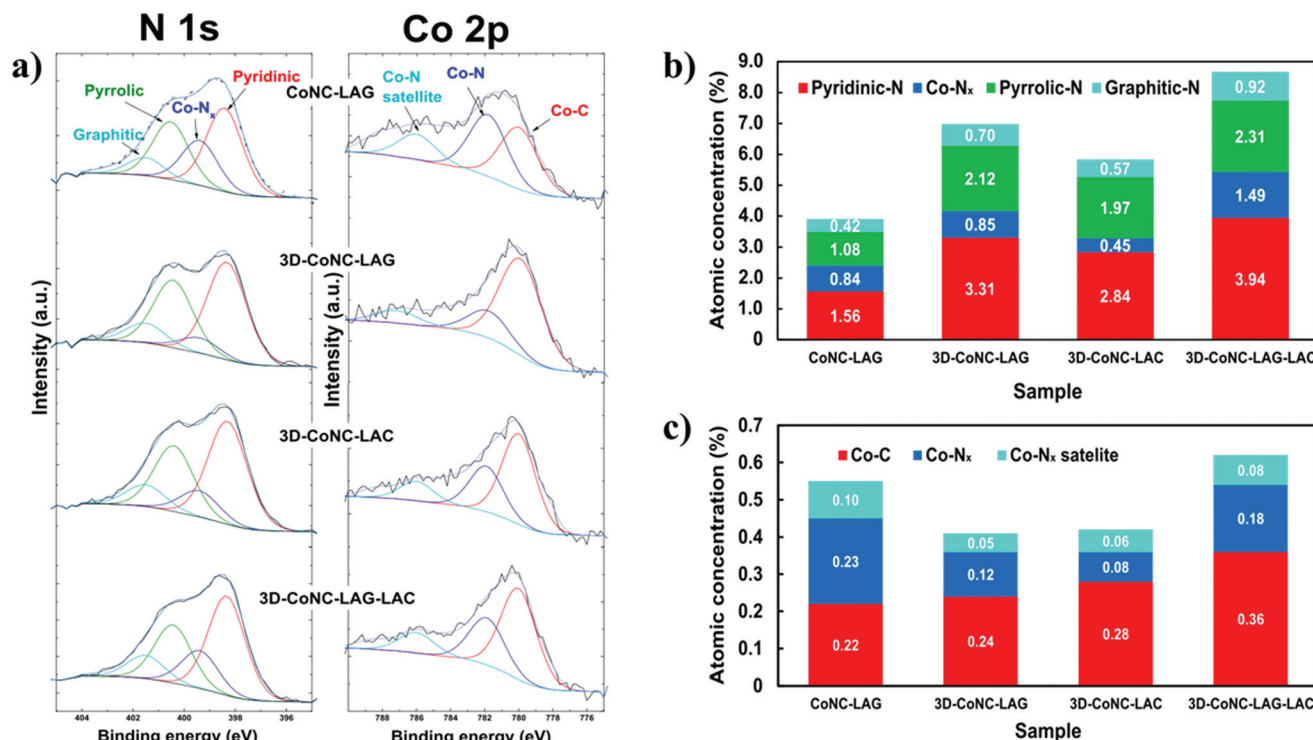 a)
N 1s
Co 2p
Pyrrolic
Graphitic
Co-Nx
Pyridinic
CoNC-LAG
Co-N
satellite
Co-N
Co-C
3D-CoNC-LAG
3D-CoNC-LAC
3D-CoNC-LAG-LAC
Intensity (a.u.)
Intensity (a.u.)
404 402 400 398 396
788 786 784 782 780 778 776
Binding energy (eV)
Binding energy (eV)
b)
Atomic concentration (%)
9.0
8.0
7.0
6.0
5.0
4.0
3.0
2.0
1.0
0
Pyridinic-N Co-Nx Pyrrolic-N Graphitic-N
0.42
1.08
0.84
1.56
0.70
2.12
0.85
3.31
0.57
1.97
0.45
2.84
0.92
2.31
1.49
3.94
CoNC-LAG 3D-CoNC-LAG 3D-CoNC-LAC 3D-CoNC-LAG-LAC
Sample
c)
Atomic concentration (%)
0.7
0.6
0.5
0.4
0.3
0.2
0.1
0
Co-C Co-Nx Co-Nx satelite
0.10
0.23
0.22
0.05
0.12
0.24
0.06
0.08
0.28
0.08
0.18
0.36
CoNC-LAG 3D-CoNC-LAG 3D-CoNC-LAC 3D-CoNC-LAG-LAC
Sample